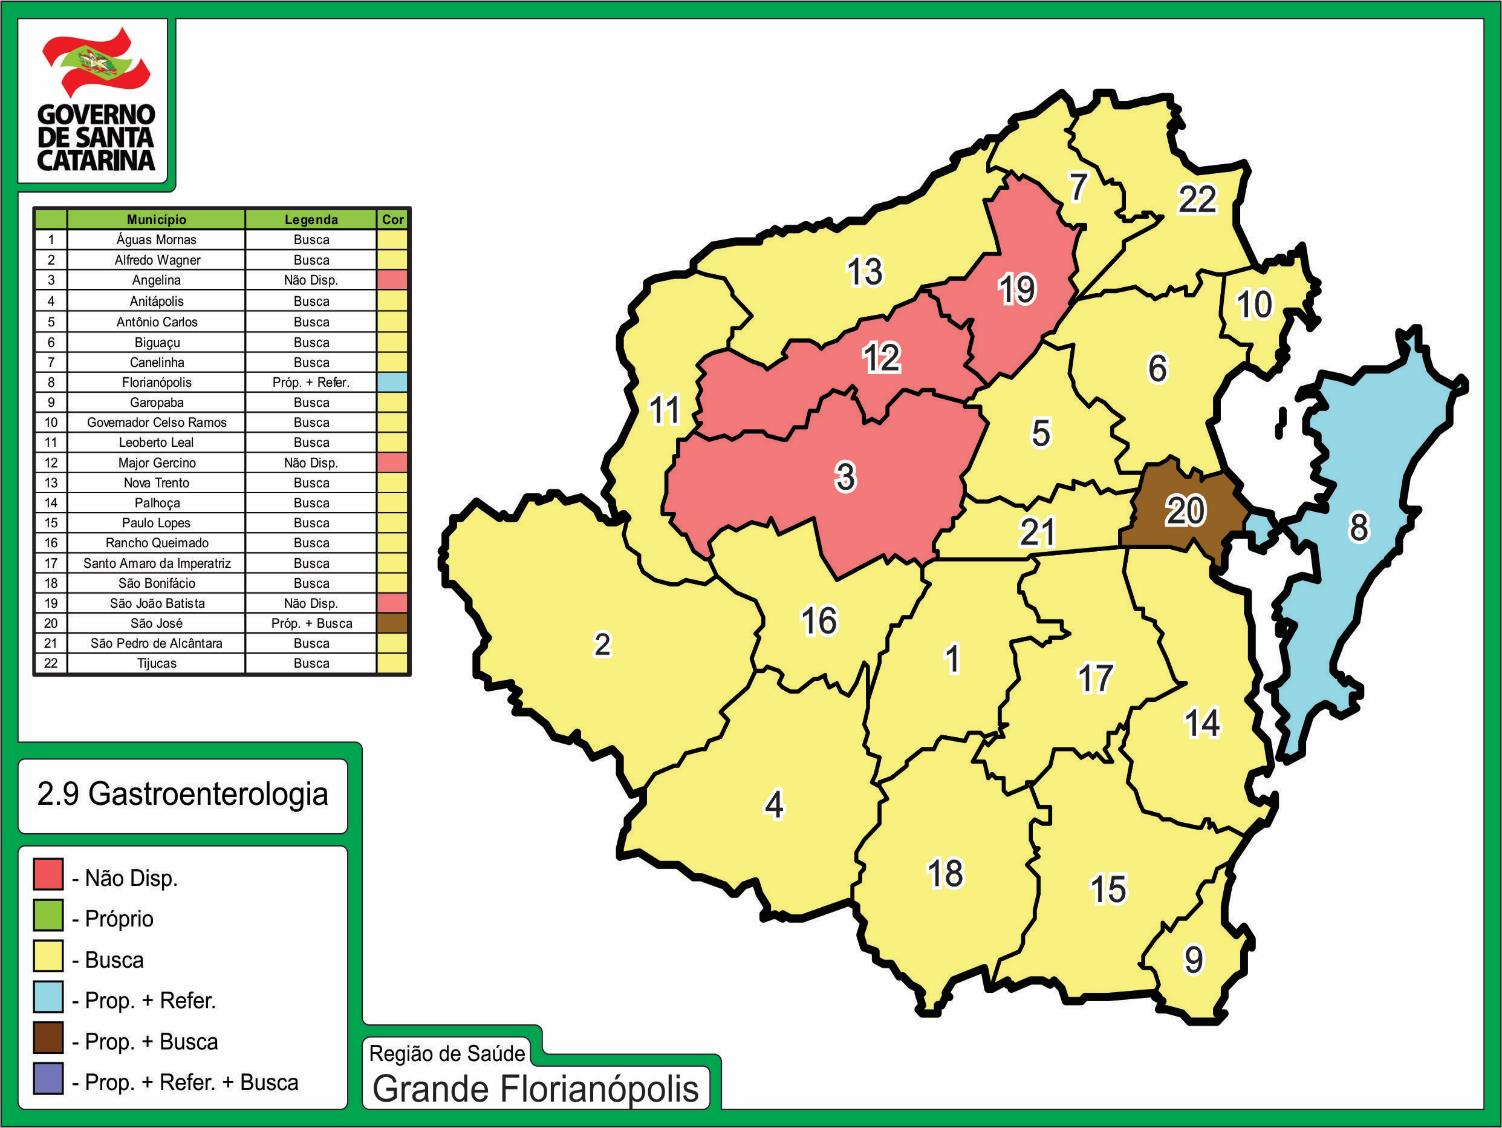 GOVERNO
DE SANTA
CATARINA
Município Legenda Cor
1 Águas Mornas Busca
2 Alfredo Wagner Busca
3 Angelina Não Disp.
4 Anitápolis Busca
5 Antônio Carlos Busca
6 Biguaçu Busca
7 Canelinha Busca
8 Florianópolis Próp. + Refer.
9 Garopaba Busca
10 Governador Celso Ramos Busca
11 Leoberto Leal Busca
12 Major Gercino Não Disp.
13 Nova Trento Busca
14 Palhoça Busca
15 Paulo Lopes Busca
16 Rancho Queimado Busca
17 Santo Amaro da Imperatriz Busca
18 São Bonifácio Busca
19 São João Batista Não Disp.
20 São José Próp. + Busca
21 São Pedro de Alcântara Busca
22 Tijucas Busca
7
22
13
19
10
12
6
11
5
3
20
21
8
16
2
1
17
14
4
18
15
9
2.9 Gastroenterologia
- Não Disp.
- Próprio
- Busca
- Prop. + Refer.
- Prop. + Busca
- Prop. + Refer. + Busca
Região de Saúde
Grande Florianópolis